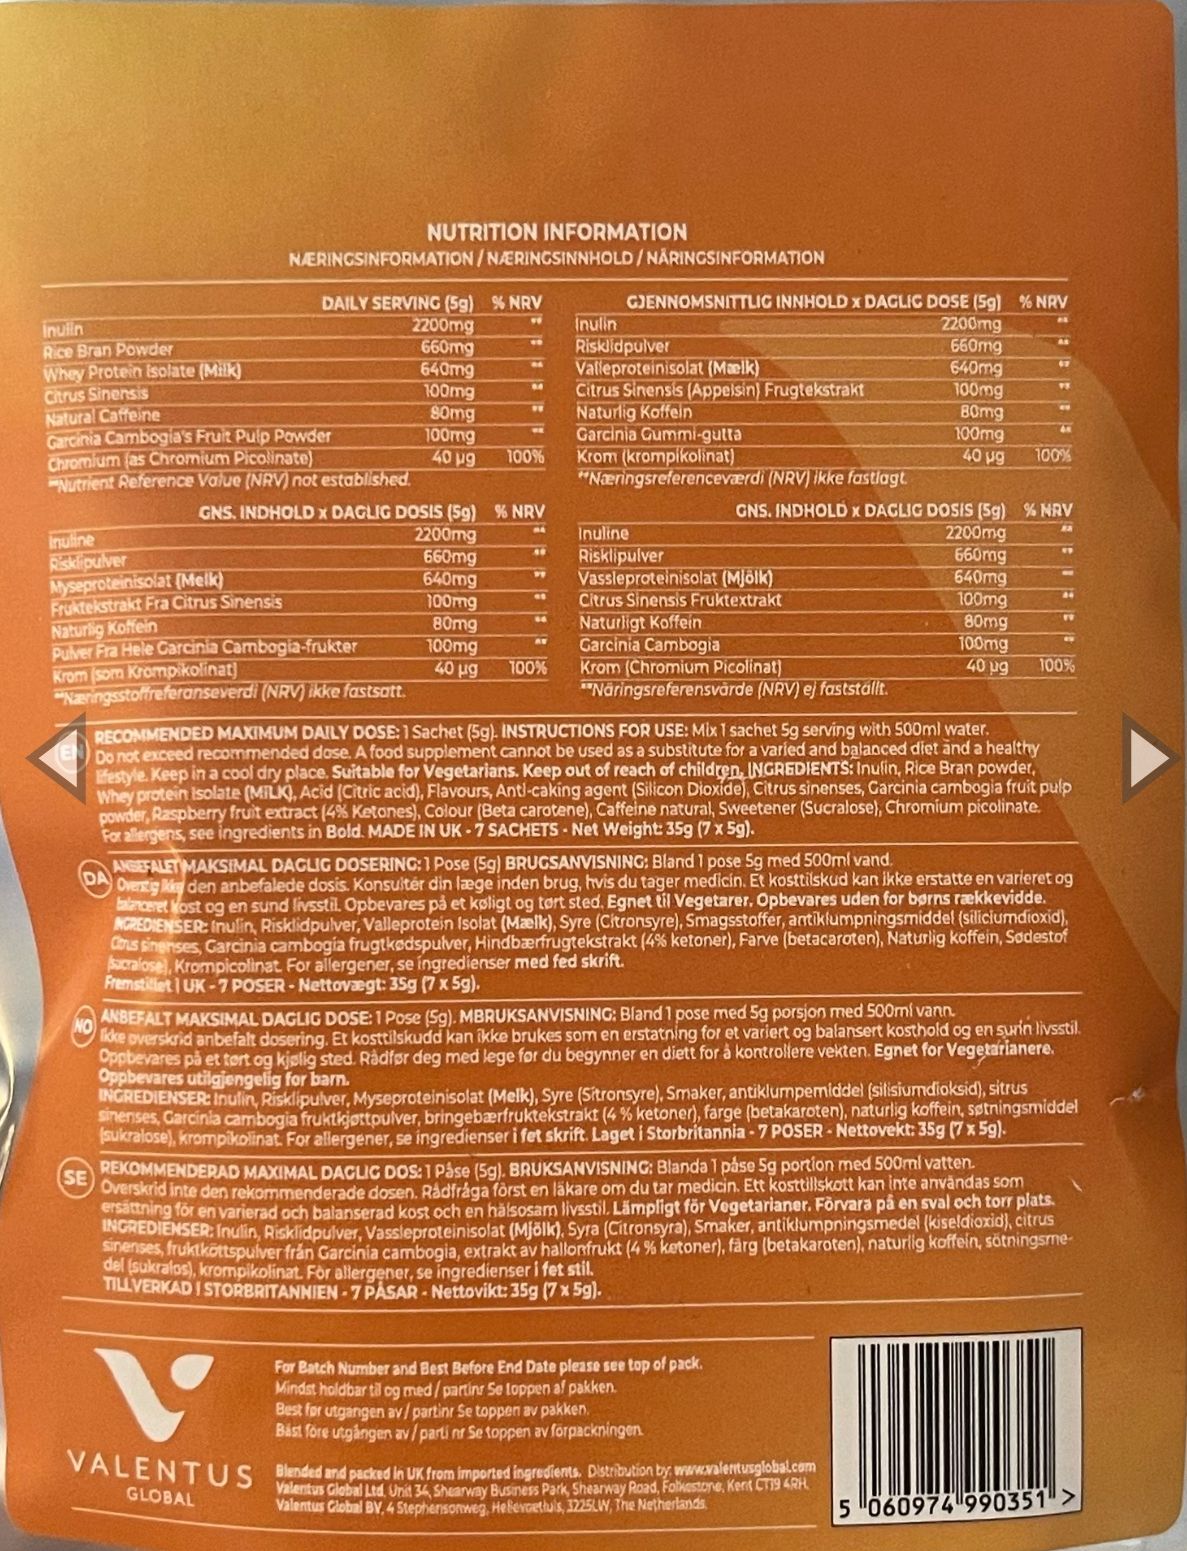 NUTRITION INFORMATION
NÆRINGSINFORMATION / NÆRINGSINNHOLD / NÄRINGSINFORMATION
DAILY SERVING (5g) % NRV
Inulin 2200mg **
Rice Bran Powder 660mg **
Whey Protein Isolate (Milk) 640mg **
Citrus Sinensis 100mg **
Natural Caffeine 80mg **
Garcinia Cambogia's Fruit Pulp Powder 100mg **
Chromium (as Chromium Picolinate) 40 µg 100%
**Nutrient Reference Value (NRV) not established.
GJENNOMSNITTLIG INNHOLD x DAGLIG DOSE (5g) % NRV
Inulin 2200mg **
Risklidpulver 660mg **
Valleproteinisolat (Mælk) 640mg **
Citrus Sinensis (Appelsin) Frugtekstrakt 100mg **
Naturlig Koffein 80mg **
Garcinia Gummi-gutta 100mg **
Krom (krompikolinat) 40 µg 100%
**Næringsreferenceværdi (NRV) ikke fastlagt.
GNS. INDHOLD x DAGLIG DOSIS (5g) % NRV
Inuline 2200mg **
Risklipulver 660mg **
Myseproteinisolat (Melk) 640mg **
Fruktekstrakt Fra Citrus Sinensis 100mg **
Naturlig Koffein 80mg **
Pulver Fra Hele Garcinia Cambogia-frukter 100mg **
Krom (som Krompikolinat) 40 µg 100%
**Næringsstoffreferanseverdi (NRV) ikke fastsatt.
GNS. INDHOLD x DAGLIG DOSIS (5g) % NRV
Inuline 2200mg **
Risklipulver 660mg **
Vassleproteinisolat (Mjölk) 640mg **
Citrus Sinensis Fruktextrakt 100mg **
Naturligt Koffein 80mg **
Garcinia Cambogia 100mg **
Krom (Chromium Picolinat) 40 µg 100%
**Näringsreferensvärde (NRV) ej fastställt.
EN
RECOMMENDED MAXIMUM DAILY DOSE: 1 Sachet (5g). INSTRUCTIONS FOR USE: Mix 1 sachet 5g serving with 500ml water.
Do not exceed recommended dose. A food supplement cannot be used as a substitute for a varied and balanced diet and a healthy
lifestyle. Keep in a cool dry place. Suitable for Vegetarians. Keep out of reach of children. INGREDIENTS: Inulin, Rice Bran powder,
Whey protein Isolate (MILK), Acid (Citric acid), Flavours, Anti-caking agent (Silicon Dioxide), Citrus sinenses, Garcinia cambogia fruit pulp
powder, Raspberry fruit extract (4% Ketones), Colour (Beta carotene), Caffeine natural, Sweetener (Sucralose), Chromium picolinate.
For allergens, see ingredients in Bold. MADE IN UK - 7 SACHETS - Net Weight: 35g (7 x 5g).
DA
ANBEFALET MAKSIMAL DAGLIG DOSERING: 1 Pose (5g) BRUGSANVISNING: Bland 1 pose 5g med 500ml vand.
Overstig ikke den anbefalede dosis. Konsultér din læge inden brug, hvis du tager medicin. Et kosttilskud kan ikke erstatte en varieret og
balanceret kost og en sund livsstil. Opbevares på et køligt og tørt sted. Egnet til Vegetarer. Opbevares uden for børns rækkevidde.
INGREDIENSER: Inulin, Risklidpulver, Valleprotein Isolat (Mælk), Syre (Citronsyre), Smagsstoffer, antiklumpningsmiddel (siliciumdioxid),
Citrus sinenses, Garcinia cambogia frugtkødspulver, Hindbærfrugtekstrakt (4% ketoner), Farve (betacaroten), Naturlig koffein, Sødestof
(sucralose), Krompicolinat. For allergener, se ingredienser med fed skrift.
Fremstillet I UK - 7 POSER - Nettovægt: 35g (7 x 5g).
NO
ANBEFALT MAKSIMAL DAGLIG DOSE: 1 Pose (5g). MBRUKSANVISNING: Bland 1 pose med 5g porsjon med 500ml vann.
Ikke overskrid anbefalt dosering. Et kosttilskudd kan ikke brukes som en erstatning for et variert og balansert kosthold og en sunn livsstil.
Oppbevares på et tørt og kjølig sted. Rådfør deg med lege før du begynner en diett for å kontrollere vekten. Egnet for Vegetarianere.
Oppbevares utilgjengelig for barn.
INGREDIENSER: Inulin, Risklipulver, Myseproteinisolat (Melk), Syre (Sitronsyre), Smaker, antiklumpemiddel (silisiumdioksid), sitrus
sinenses, Garcinia cambogia fruktkjøttpulver, bringebærfruktekstrakt (4 % ketoner), farge (betakaroten), naturlig koffein, søtningsmiddel
(sukralose), krompikolinat. For allergener, se ingredienser i fet skrift. Laget i Storbritannia - 7 POSER - Nettovekt: 35g (7 x 5g).
SE
REKOMMENDERAD MAXIMAL DAGLIG DOS: 1 Påse (5g). BRUKSANVISNING: Blanda 1 påse 5g portion med 500ml vatten.
Överskrid inte den rekommenderade dosen. Rådfråga först en läkare om du tar medicin. Ett kosttillskott kan inte användas som
ersättning för en varierad och balanserad kost och en hälsosam livsstil. Lämpligt för Vegetarianer. Förvara på en sval och torr plats.
INGREDIENSER: Inulin, Risklidpulver, Vassleproteinisolat (Mjölk), Syra (Citronsyra), Smaker, antiklumpningsmedel (kiseldioxid), citrus
sinenses, fruktköttspulver från Garcinia cambogia, extrakt av hallonfrukt (4 % ketoner), färg (betakaroten), naturlig koffein, sötningsme-
del (sukralos), krompikolinat. För allergener, se ingredienser i fet stil.
TILLVERKAD I STORBRITANNIEN - 7 PÅSAR - Nettovikt: 35g (7 x 5g).
VALENTUS
GLOBAL
For Batch Number and Best Before End Date please see top of pack.
Mindst holdbar til og med / partinr Se toppen af pakken.
Best før utgangen av / partinr Se toppen av pakken.
Bäst före utgången av / parti nr Se toppen av förpackningen.
Blended and packed in UK from imported ingredients. Distribution by: www.valentusglobal.com
Valentus Global Ltd, Unit 34, Shearway Business Park, Shearway Road, Folkestone, Kent CT19 4RH.
Valentus Global BV, 4 Stephensonweg, Hellevoetluis, 3225LW, The Netherlands.
5 060974 990351 >